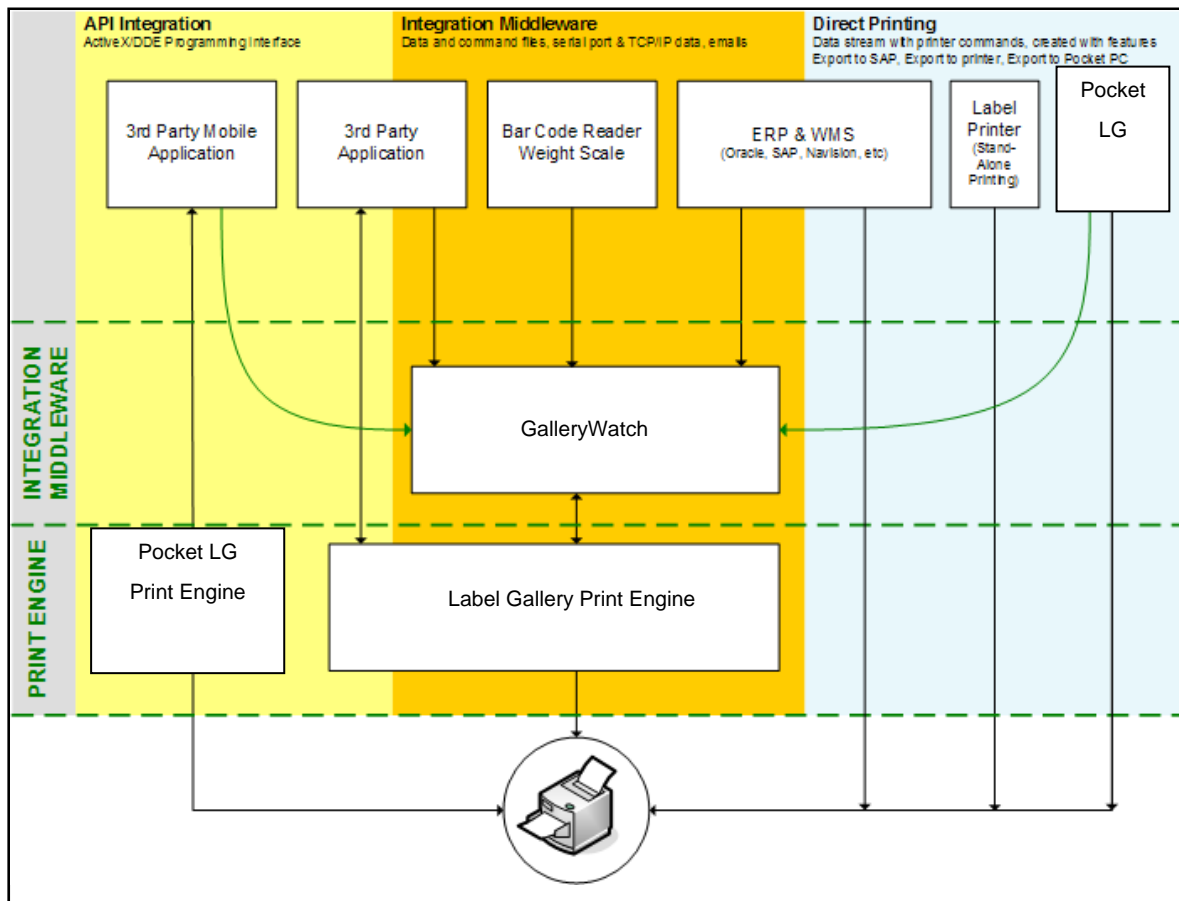 API Integration
ActiveX/DDE Programming Interface
Integration Middleware
Data and command files, serial port & TCP/IP data, emails
Direct Printing
Data stream with printer commands, created with features
Export to SAP, Export to printer, Export to Pocket PC
3rd Party Mobile
Application
3rd Party
Application
Bar Code Reader
Weight Scale
ERP & WMS
(Oracle, SAP, Navision, etc)
Label
Printer
(Stand-
Alone
Printing)
Pocket
LG
INTEGRATION
MIDDLEWARE
GalleryWatch
PRINT ENGINE
Pocket LG
Print Engine
Label Gallery Print Engine